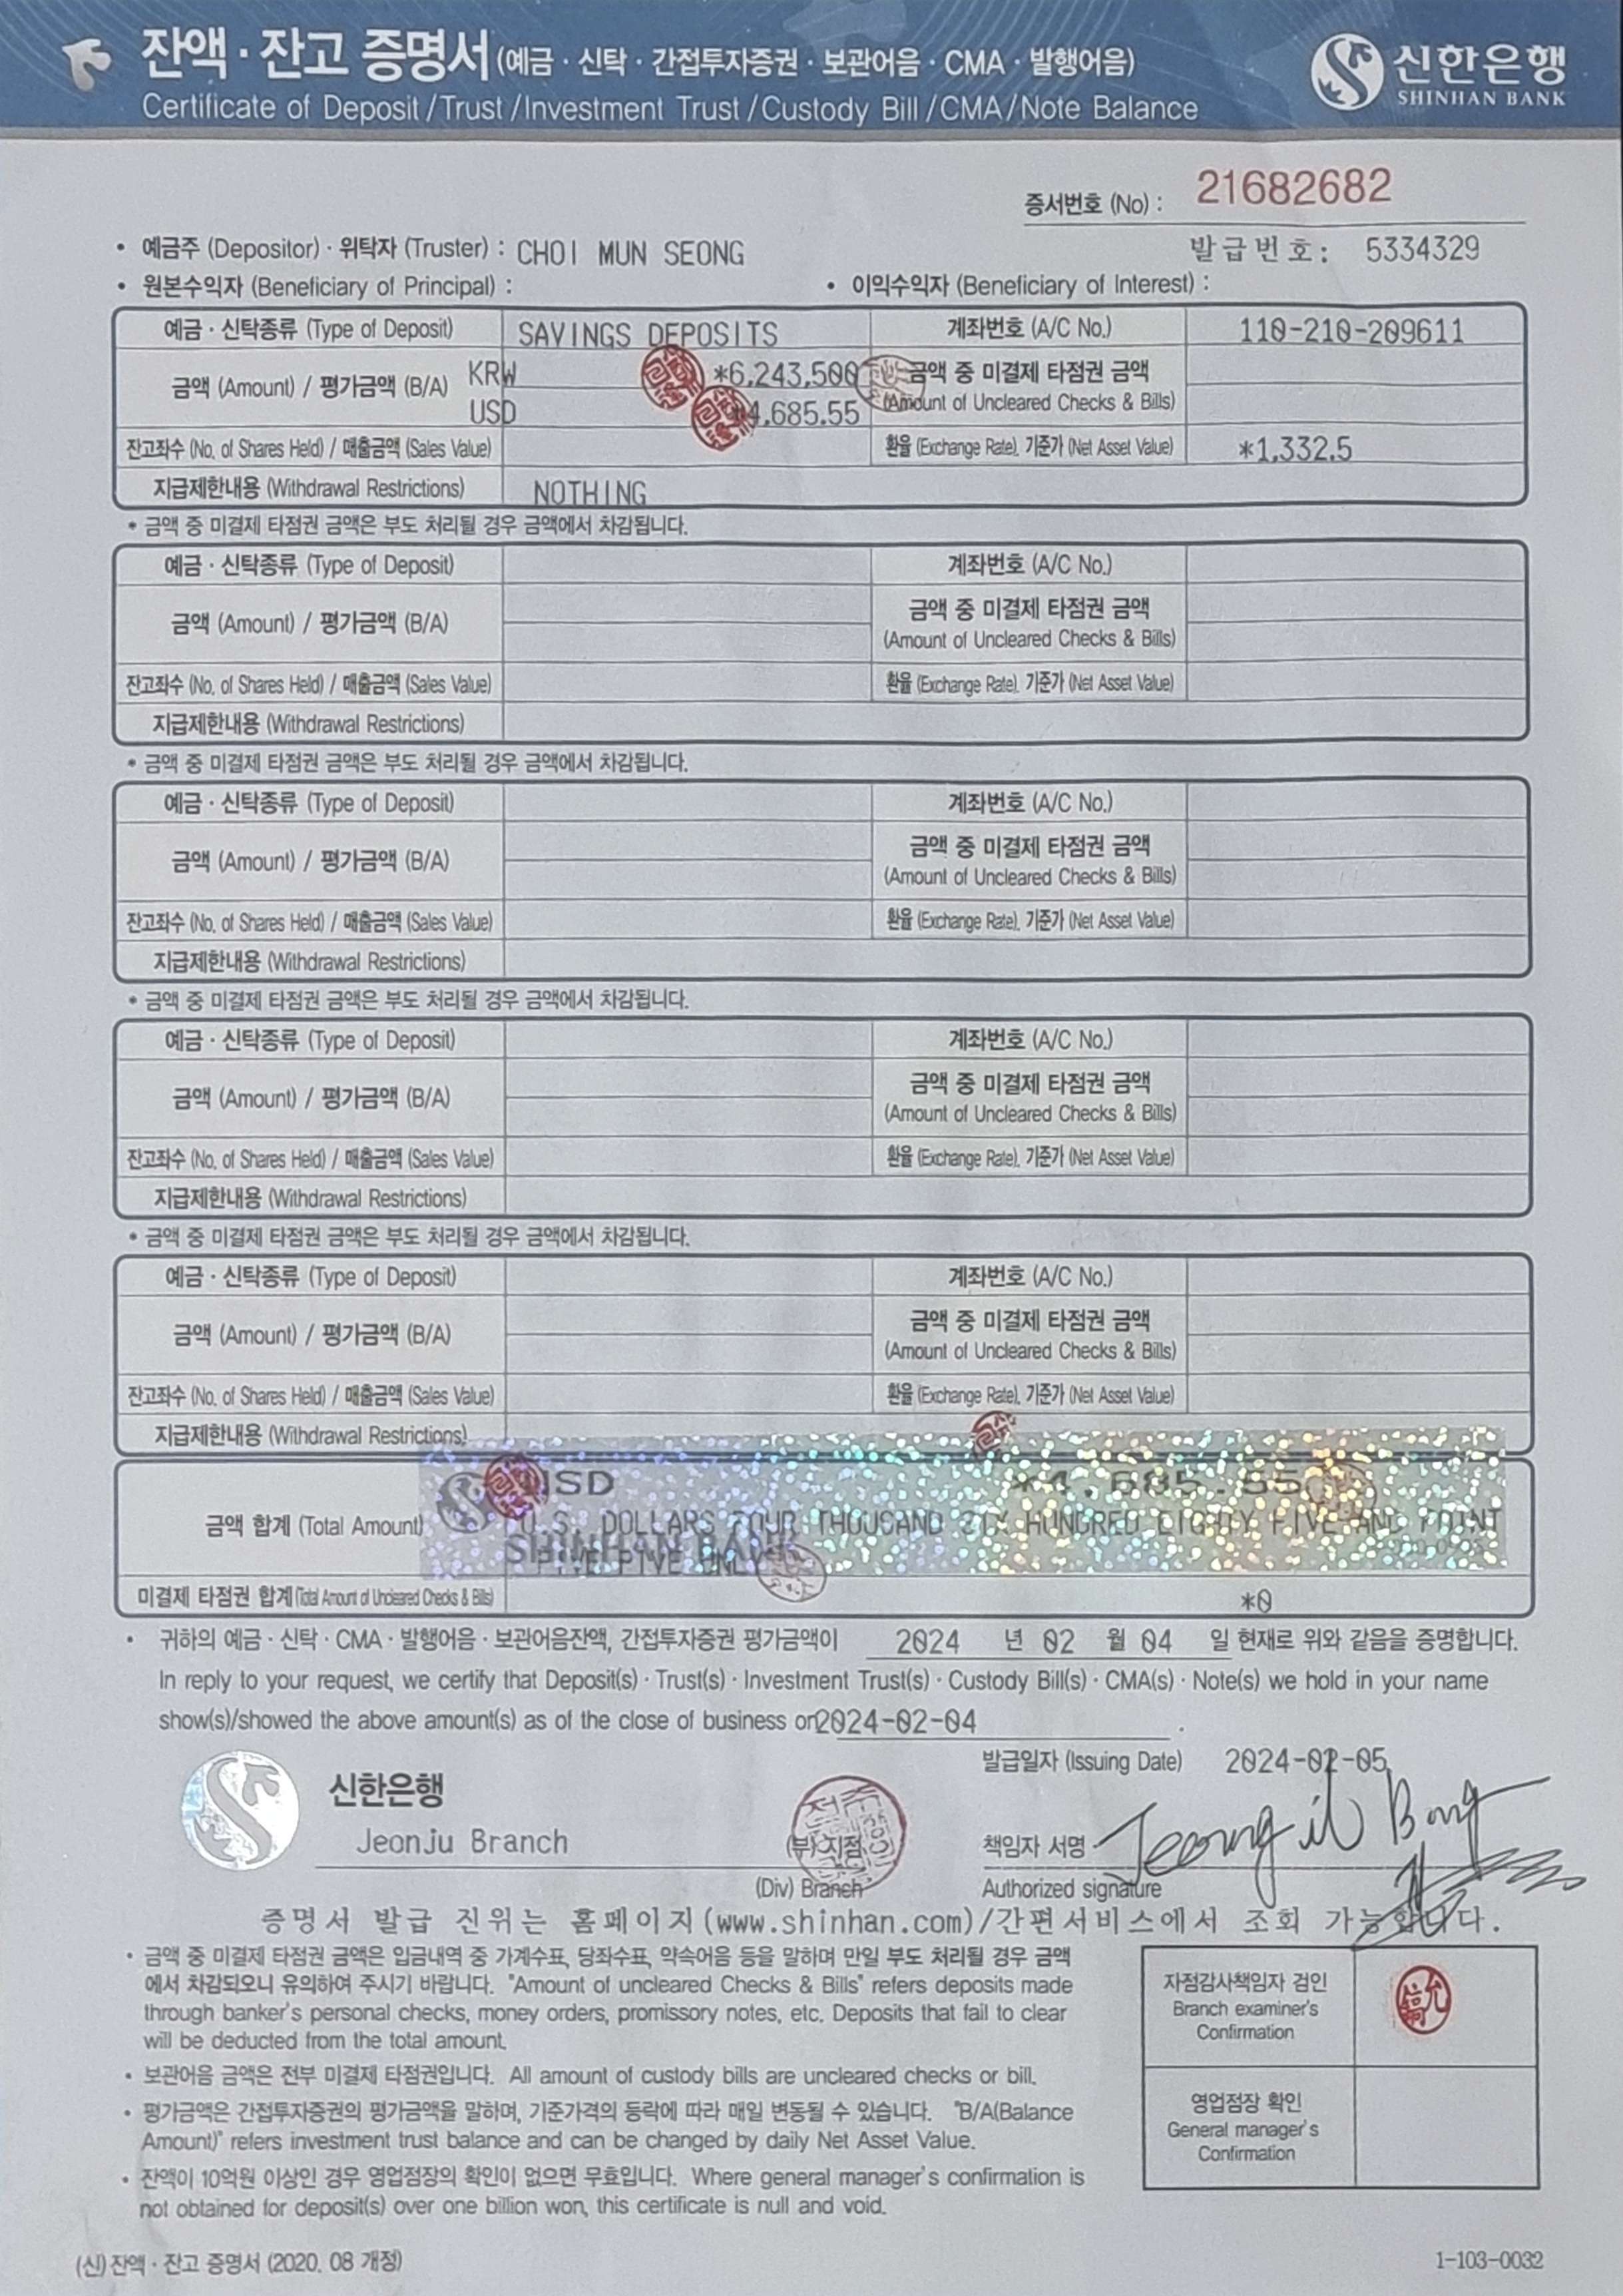 잔액 · 잔고 증명서 (예금 · 신탁 · 간접투자증권 · 보관어음 · CMA · 발행어음)
Certificate of Deposit / Trust / Investment Trust / Custody Bill / CMA / Note Balance
신한은행
SHINHAN BANK
증서번호 (No) : 21682682
• 예금주 (Depositor) · 위탁자 (Truster) : CHOI MUN SEONG 발급번호: 5334329
• 원본수익자 (Beneficiary of Principal) : • 이익수익자 (Beneficiary of Interest) :
예금 · 신탁종류 (Type of Deposit) SAVINGS DEPOSITS 계좌번호 (A/C No.) 110-210-209611
금액 (Amount) / 평가금액 (B/A) KRW *6,243,500 금액 중 미결제 타점권 금액
USD *4,685.55 (Amount of Uncleared Checks & Bills)
잔고좌수 (No. of Shares Held) / 매출금액 (Sales Value) 환율 (Exchange Rate), 기준가 (Net Asset Value) *1,332.5
지급제한내용 (Withdrawal Restrictions) NOTHING
* 금액 중 미결제 타점권 금액은 부도 처리될 경우 금액에서 차감됩니다.
예금 · 신탁종류 (Type of Deposit) 계좌번호 (A/C No.)
금액 (Amount) / 평가금액 (B/A) 금액 중 미결제 타점권 금액
(Amount of Uncleared Checks & Bills)
잔고좌수 (No. of Shares Held) / 매출금액 (Sales Value) 환율 (Exchange Rate), 기준가 (Net Asset Value)
지급제한내용 (Withdrawal Restrictions)
* 금액 중 미결제 타점권 금액은 부도 처리될 경우 금액에서 차감됩니다.
예금 · 신탁종류 (Type of Deposit) 계좌번호 (A/C No.)
금액 (Amount) / 평가금액 (B/A) 금액 중 미결제 타점권 금액
(Amount of Uncleared Checks & Bills)
잔고좌수 (No. of Shares Held) / 매출금액 (Sales Value) 환율 (Exchange Rate), 기준가 (Net Asset Value)
지급제한내용 (Withdrawal Restrictions)
* 금액 중 미결제 타점권 금액은 부도 처리될 경우 금액에서 차감됩니다.
예금 · 신탁종류 (Type of Deposit) 계좌번호 (A/C No.)
금액 (Amount) / 평가금액 (B/A) 금액 중 미결제 타점권 금액
(Amount of Uncleared Checks & Bills)
잔고좌수 (No. of Shares Held) / 매출금액 (Sales Value) 환율 (Exchange Rate), 기준가 (Net Asset Value)
지급제한내용 (Withdrawal Restrictions)
* 금액 중 미결제 타점권 금액은 부도 처리될 경우 금액에서 차감됩니다.
예금 · 신탁종류 (Type of Deposit) 계좌번호 (A/C No.)
금액 (Amount) / 평가금액 (B/A) 금액 중 미결제 타점권 금액
(Amount of Uncleared Checks & Bills)
잔고좌수 (No. of Shares Held) / 매출금액 (Sales Value) 환율 (Exchange Rate), 기준가 (Net Asset Value)
지급제한내용 (Withdrawal Restrictions)
USD *4,685.55
금액 합계 (Total Amount) U.S. DOLLARS FOUR THOUSAND SIX HUNDRED EIGHTY FIVE AND POINT
SHINHAN BANK
FIVE FIVE ONLY
미결제 타점권 합계 (Total Amount of Uncleared Checks & Bills) *0
• 귀하의 예금 · 신탁 · CMA · 발행어음 · 보관어음잔액, 간접투자증권 평가금액이 2024 년 02 월 04 일 현재로 위와 같음을 증명합니다.
In reply to your request, we certify that Deposit(s) · Trust(s) · Investment Trust(s) · Custody Bill(s) · CMA(s) · Note(s) we hold in your name
show(s)/showed the above amount(s) as of the close of business on 2024-02-04 .
발급일자 (Issuing Date) 2024-02-05
신한은행
Jeonju Branch (부) 지점 책임자 서명 Jeong il Bong
(Div) Branch Authorized signature
증명서 발급 진위는 홈페이지(www.shinhan.com)/간편서비스에서 조회 가능합니다.
• 금액 중 미결제 타점권 금액은 입금내역 중 가계수표, 당좌수표, 약속어음 등을 말하며 만일 부도 처리될 경우 금액
에서 차감되오니 유의하여 주시기 바랍니다. "Amount of uncleared Checks & Bills" refers deposits made
through banker's personal checks, money orders, promissory notes, etc. Deposits that fail to clear
will be deducted from the total amount.
• 보관어음 금액은 전부 미결제 타점권입니다. All amount of custody bills are uncleared checks or bill.
• 평가금액은 간접투자증권의 평가금액을 말하며, 기준가격의 등락에 따라 매일 변동될 수 있습니다. "B/A(Balance
Amount)" refers investment trust balance and can be changed by daily Net Asset Value.
• 잔액이 10억원 이상인 경우 영업점장의 확인이 없으면 무효입니다. Where general manager's confirmation is
not obtained for deposit(s) over one billion won, this certificate is null and void.
자점감사책임자 검인
Branch examiner's
Confirmation
영업점장 확인
General manager's
Confirmation
(신) 잔액 · 잔고 증명서 (2020. 08 개정) 1-103-0032